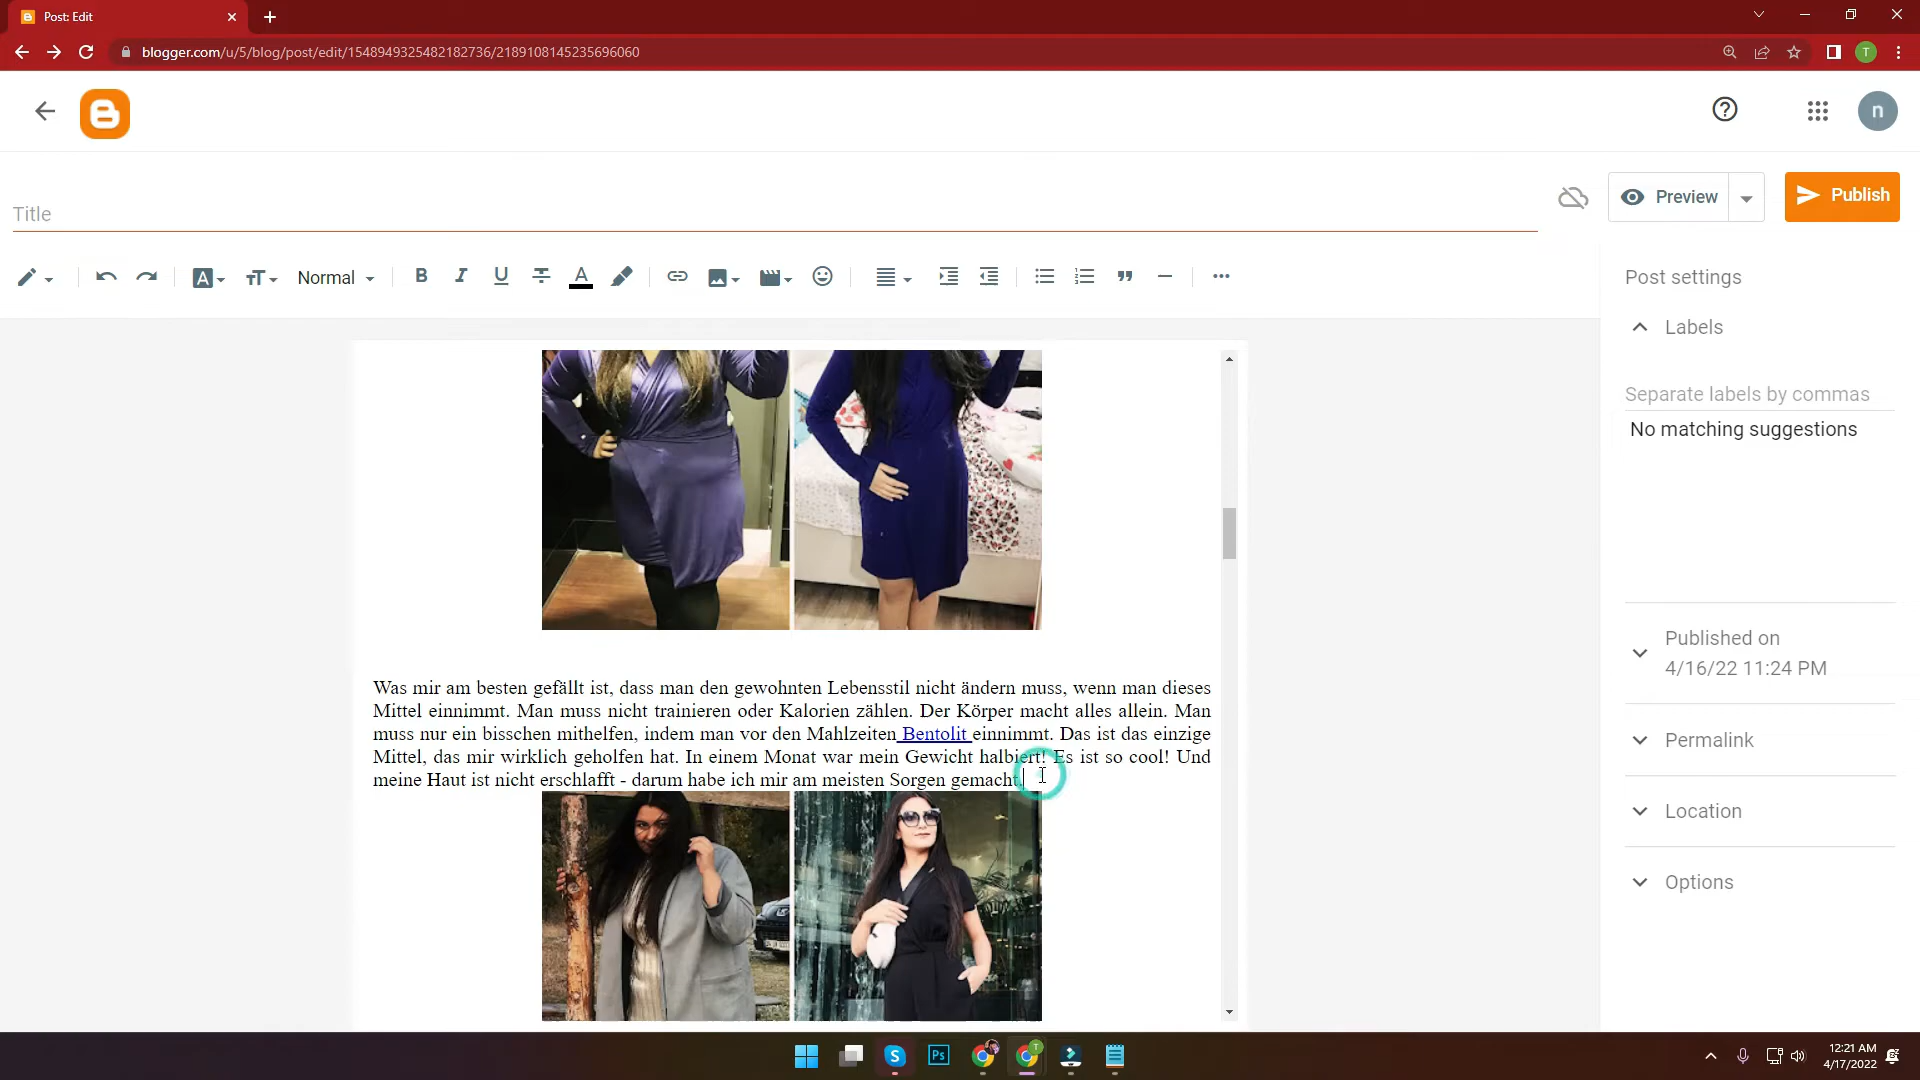 Post: Edit
blogger.com/u/5/blog/post/edit/1548949325482182736/2189108145235696060
T
n
Title
Preview
Publish
Normal
Post settings
Labels
Separate labels by commas
No matching suggestions
Published on
4/16/22 11:24 PM
Permalink
Location
Options
Was mir am besten gefällt ist, dass man den gewohnten Lebensstil nicht ändern muss, wenn man dieses
Mittel einnimmt. Man muss nicht trainieren oder Kalorien zählen. Der Körper macht alles allein. Man
muss nur ein bisschen mithelfen, indem man vor den Mahlzeiten Bentolit einnimmt. Das ist das einzige
Mittel, das mir wirklich geholfen hat. In einem Monat war mein Gewicht halbiert! Es ist so cool! Und
meine Haut ist nicht erschlafft - darum habe ich mir am meisten Sorgen gemacht.
Ps
12:21 AM
4/17/2022